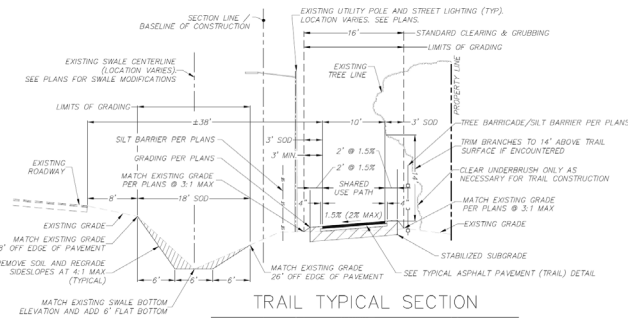 SECTION LINE
BASELINE OF CONSTRUCTION
EXISTING UTILITY POLE AND STREET LIGHTING (TYP).
LOCATION VARIES. SEE PLANS.
16'
STANDARD CLEARING & GRUBBING
LIMITS OF GRADING
EXISTING SWALE CENTERLINE
(LOCATION VARIES)
SEE PLANS FOR SWALE MODIFICATIONS
EXISTING
TREE LINE
PROPERTY LINE
LIMITS OF GRADING
±38'
10'
3' SOD
TREE BARRICADE/SILT BARRIER PER PLANS
SILT BARRIER PER PLANS
3' SOD
TRIM BRANCHES TO 14' ABOVE TRAIL
SURFACE IF ENCOUNTERED
GRADING PER PLANS
3' MIN
2' @ 1.5%
14'
EXISTING
ROADWAY
MATCH EXISTING GRADE
PER PLANS @ 3:1 MAX
2' @ 1.5%
CLEAR UNDERBRUSH ONLY AS
NECESSARY FOR TRAIL CONSTRUCTION
8'
18' SOD
SHARED
USE PATH
MATCH EXISTING GRADE
PER PLANS @ 3:1 MAX
EXISTING GRADE
1.5% (2% MAX)
EXISTING GRADE
MATCH EXISTING GRADE
8' OFF EDGE OF PAVEMENT
STABILIZED SUBGRADE
REMOVE SOIL AND REGRADE
SIDESLOPES AT 4:1 MAX
(TYPICAL)
6'
6'
6'
MATCH EXISTING GRADE
26' OFF EDGE OF PAVEMENT
SEE TYPICAL ASPHALT PAVEMENT (TRAIL) DETAIL
MATCH EXISTING SWALE BOTTOM
ELEVATION AND ADD 6' FLAT BOTTOM
TRAIL TYPICAL SECTION